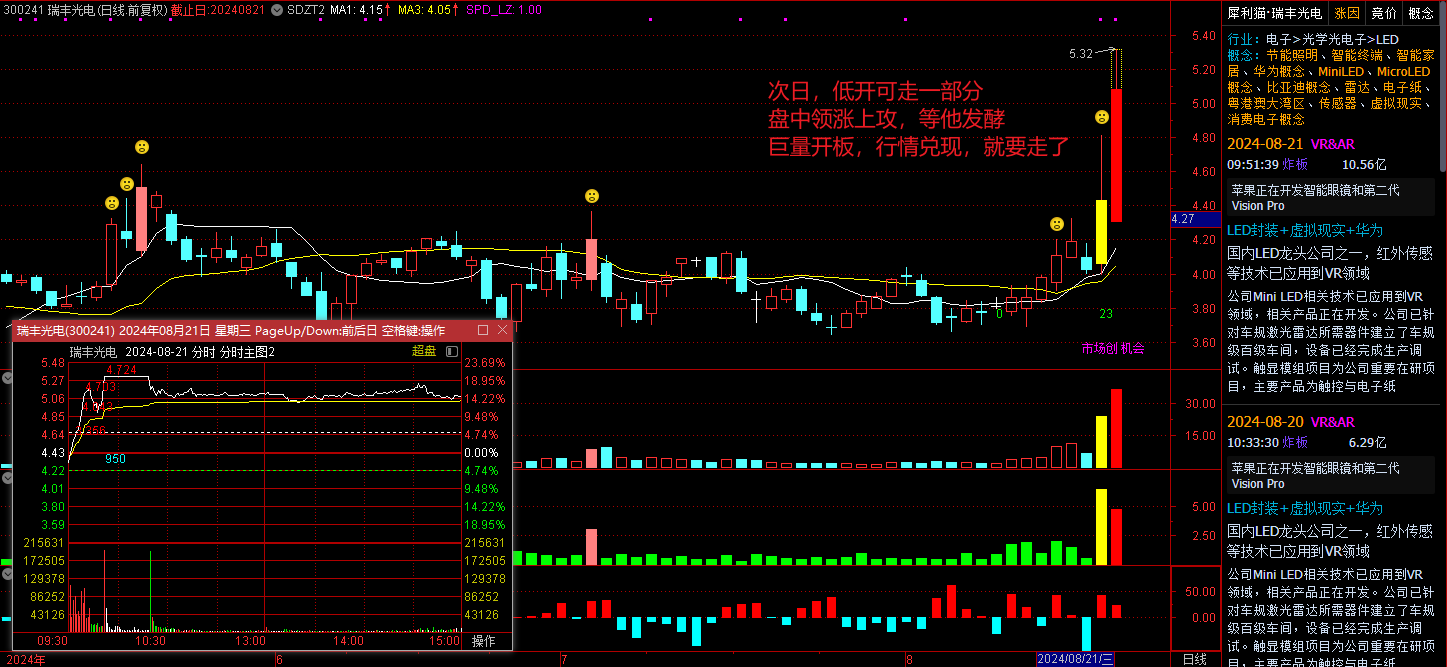 300241 瑞丰光电(日线.前复权) 截止日:20240821 SDZT2 MA1: 4.15↑ MA3: 4.05↑ SPD_LZ: 1.00
5.40
5.32
5.20
5.00
4.80
4.60
4.40
4.27
4.20
4.00
3.80
3.60
次日，低开可走一部分
盘中领涨上攻，等他发酵
巨量开板，行情兑现，就要走了
0
23
市场创机会
30.00
15.00
5.00
2.50
50.00
0.00
瑞丰光电(300241) 2024年08月21日 星期三 PageUp/Down:前后日 空格键:操作
瑞丰光电 2024-08-21 分时 分时主图2 超盘
5.48 4.724 23.69%
5.27 18.95%
5.06 14.22%
4.85 9.48%
4.64 4.74%
4.43 0.00%
950
4.22 4.74%
4.01 9.48%
3.80 14.22%
3.59 18.95%
215631 215631
172505 172505
129378 129378
86252 86252
43126 43126
09:30 10:30 13:00 14:00 15:00 操作
2024年 6 7 8 2024/08/21/三 日线
犀利猫·瑞丰光电 涨因 竞价 概念
行业: 电子>光学光电子>LED
概念: 节能照明、智能终端、智能家
居、华为概念、MiniLED、MicroLED
概念、比亚迪概念、雷达、电子纸、
粤港澳大湾区、传感器、虚拟现实、
消费电子概念
2024-08-21 VR&AR
09:51:39 炸板 10.56亿
苹果正在开发智能眼镜和第二代
Vision Pro
LED封装+虚拟现实+华为
国内LED龙头公司之一，红外传感
等技术已应用到VR领域
公司Mini LED相关技术已应用到VR
领域，相关产品正在开发。公司已针
对车规激光雷达所需器件建立了车规
级百级车间，设备已经完成生产调
试。触显模组项目为公司重要在研项
目，主要产品为触控与电子纸
2024-08-20 VR&AR
10:33:30 炸板 6.29亿
苹果正在开发智能眼镜和第二代
Vision Pro
LED封装+虚拟现实+华为
国内LED龙头公司之一，红外传感
等技术已应用到VR领域
公司Mini LED相关技术已应用到VR
领域，相关产品正在开发。公司已针
对车规激光雷达所需器件建立了车规
级百级车间，设备已经完成生产调
试。触显模组项目为公司重要在研项
目，主要产品为触控与电子纸